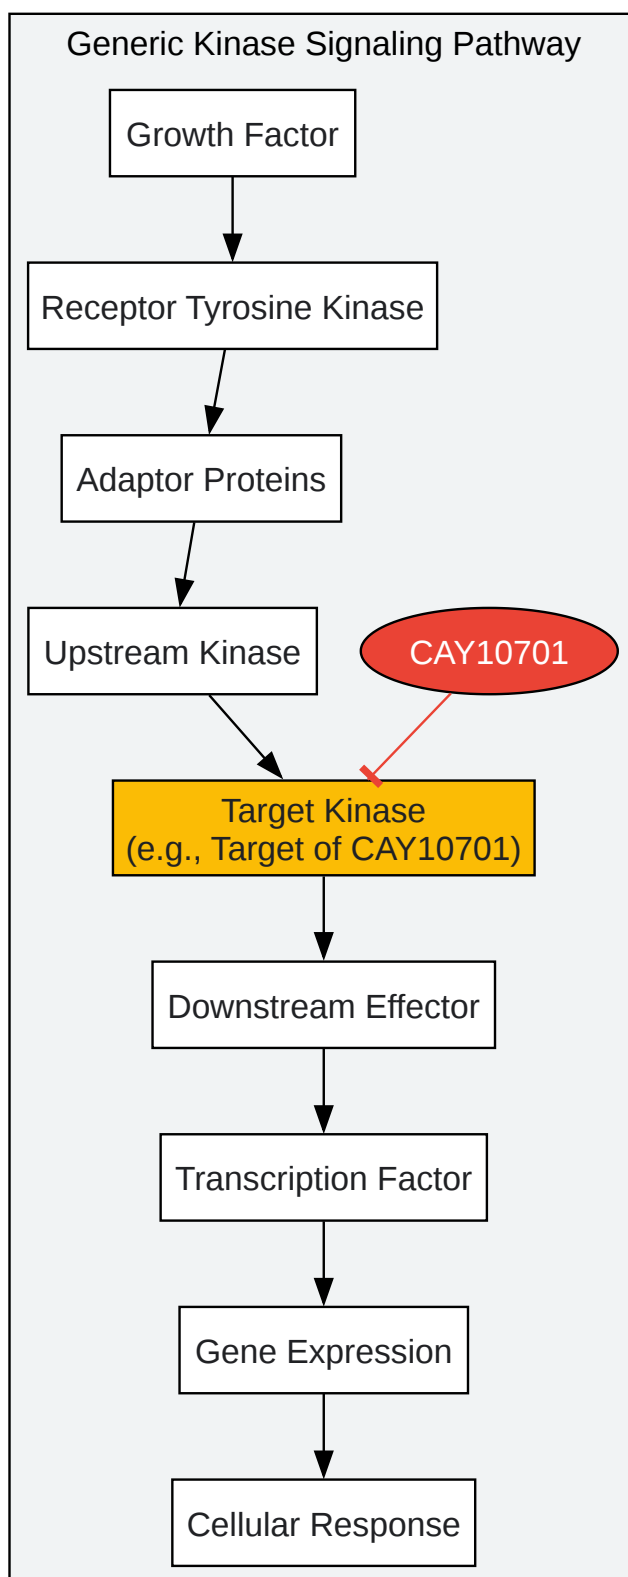 Generic Kinase Signaling Pathway
Growth Factor
Receptor Tyrosine Kinase
Adaptor Proteins
Upstream Kinase
CAY10701
Target Kinase
(e.g., Target of CAY10701)
Downstream Effector
Transcription Factor
Gene Expression
Cellular Response